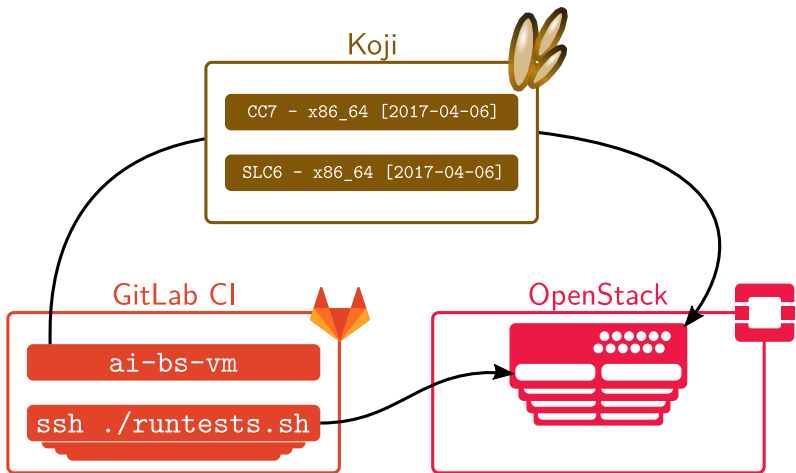 Koji
CC7 - x86_64 [2017-04-06]
SLC6 - x86_64 [2017-04-06]
GitLab CI
OpenStack
ai-bs-vm
ssh ./runtests.sh